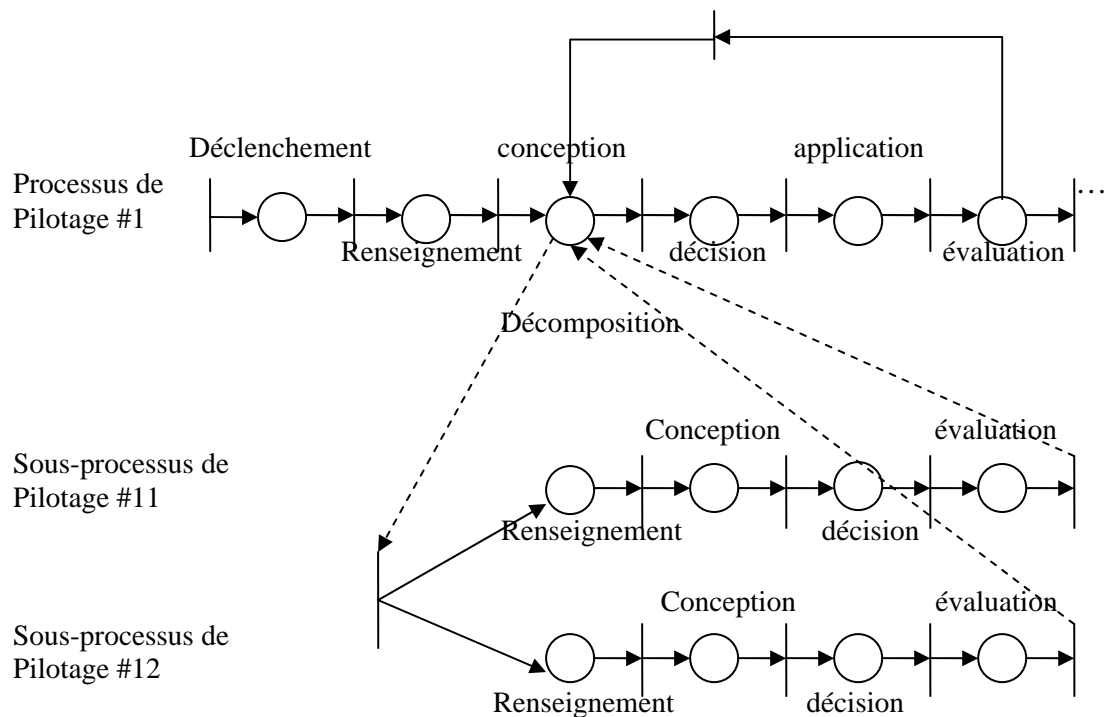 Déclenchement
conception
application
Processus de
Pilotage #1
...
Renseignement
décision
évaluation
Décomposition
Conception
évaluation
Sous-processus de
Pilotage #11
Renseignement
décision
Conception
évaluation
Sous-processus de
Pilotage #12
Renseignement
décision